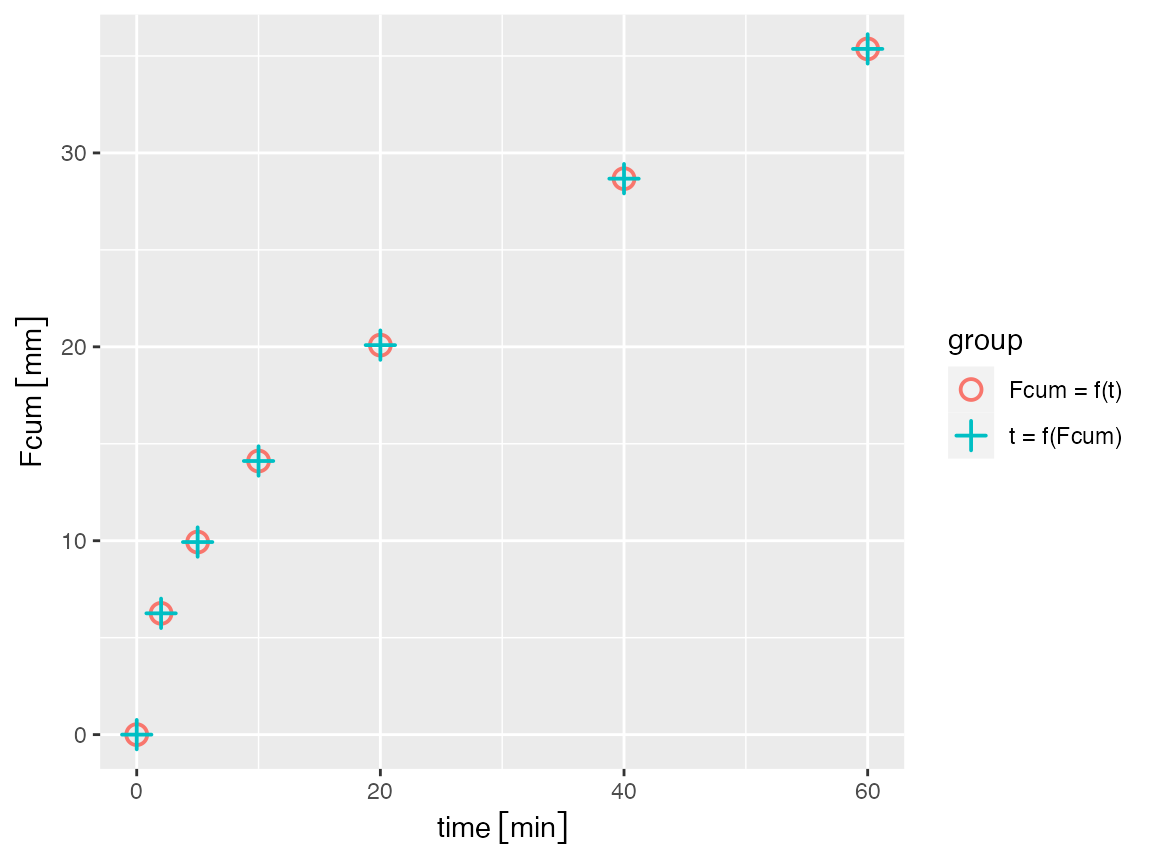 30
20
10
0
Fcum [mm]
0 20 40 60
time [min]
group
Fcum = f(t)
t = f(Fcum)